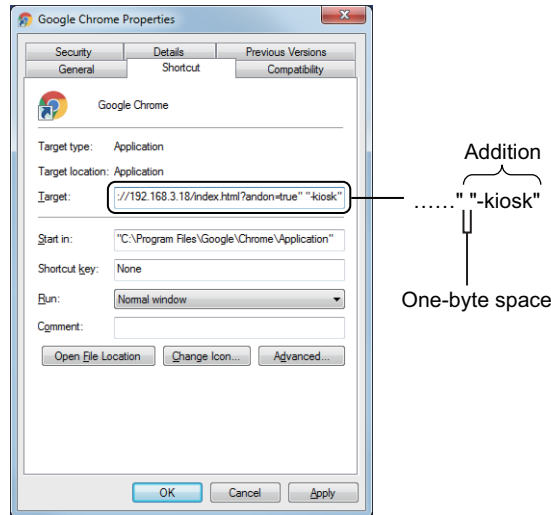 Google Chrome Properties
Security Details Previous Versions
General Shortcut Compatibility
Google Chrome
Target type: Application
Target location: Application
Target: ://192.168.3.18/index.html?andon=true" "-kiosk"
Start in: "C:\Program Files\Google\Chrome\Application"
Shortcut key: None
Run: Normal window
Comment:
Open File Location Change Icon... Advanced...
OK Cancel Apply
Addition
......" "-kiosk"
One-byte space